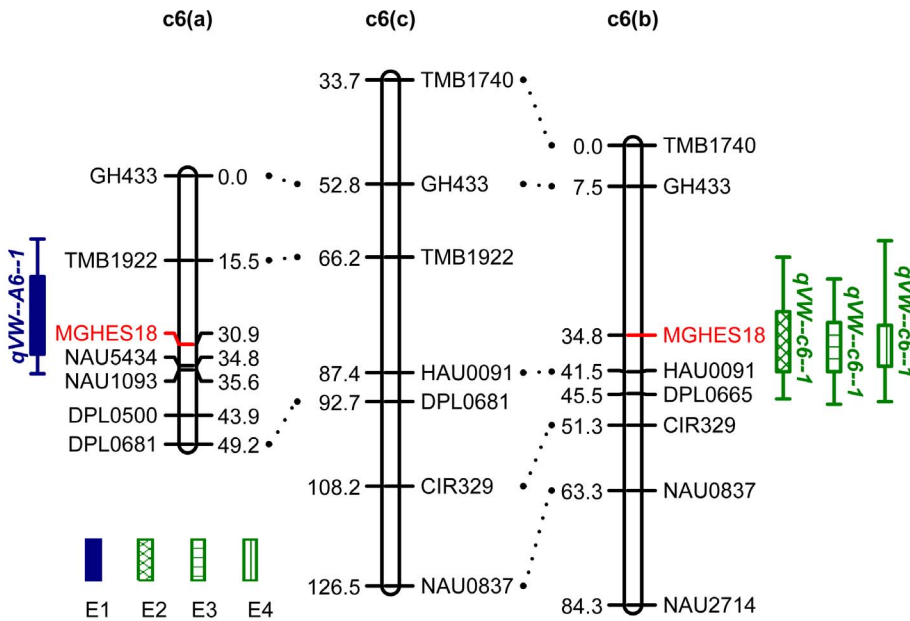 c6(a)
c6(c)
c6(b)
GH433 0.0
TMB1922 15.5
MGHES18 30.9
NAU5434 34.8
NAU1093 35.6
DPL0500 43.9
DPL0681 49.2
qVW--A6--1
33.7 TMB1740
52.8 GH433
66.2 TMB1922
87.4 HAU0091
92.7 DPL0681
108.2 CIR329
126.5 NAU0837
0.0 TMB1740
7.5 GH433
34.8 MGHES18
41.5 HAU0091
45.5 DPL0665
51.3 CIR329
63.3 NAU0837
84.3 NAU2714
qVW--c6--1
qVW--c6--1
qVW--c6--1
E1 E2 E3 E4